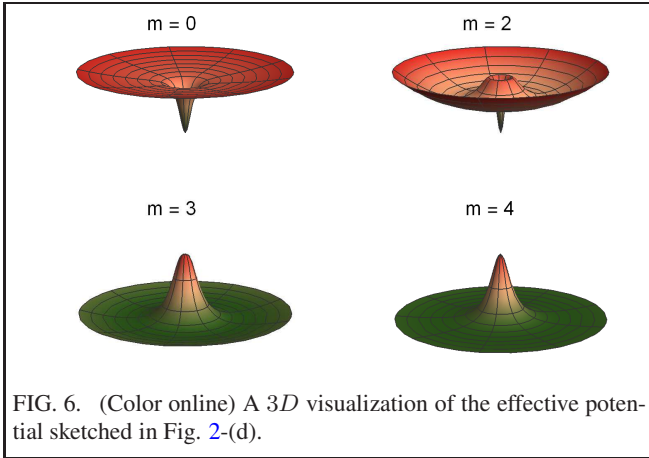 m = 0
m = 2
m = 3
m = 4
FIG. 6. (Color online) A 3D visualization of the effective poten-
tial sketched in Fig. 2-(d).